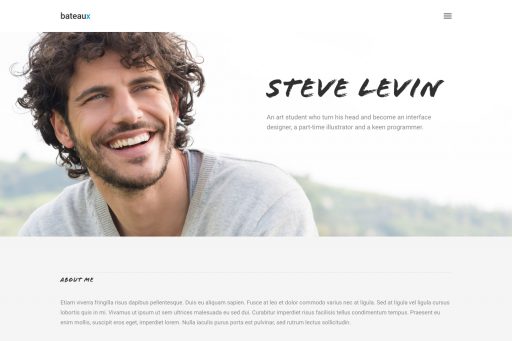 bateaux
STEVE LEVIN
An art student who turn his head and become an interface
designer, a part-time illustrator and a keen programmer.
ABOUT ME
Etiam viverra fringilla risus dapibus pellentesque. Duis eu aliquam sapien. Fusce at leo et dolor commodo varius nec at ligula. Sed at ligula vel ligula cursus
lobortis quis in mi. Vivamus ut ipsum ut sem ultrices malesuada eu sed dui. Curabitur imperdiet risus facilisis tellus condimentum tempus. Praesent eu
enim mollis, suscipit eros eget, imperdiet lorem. Nulla iaculis purus porta est pulvinar, sed rutrum lectus sollicitudin.